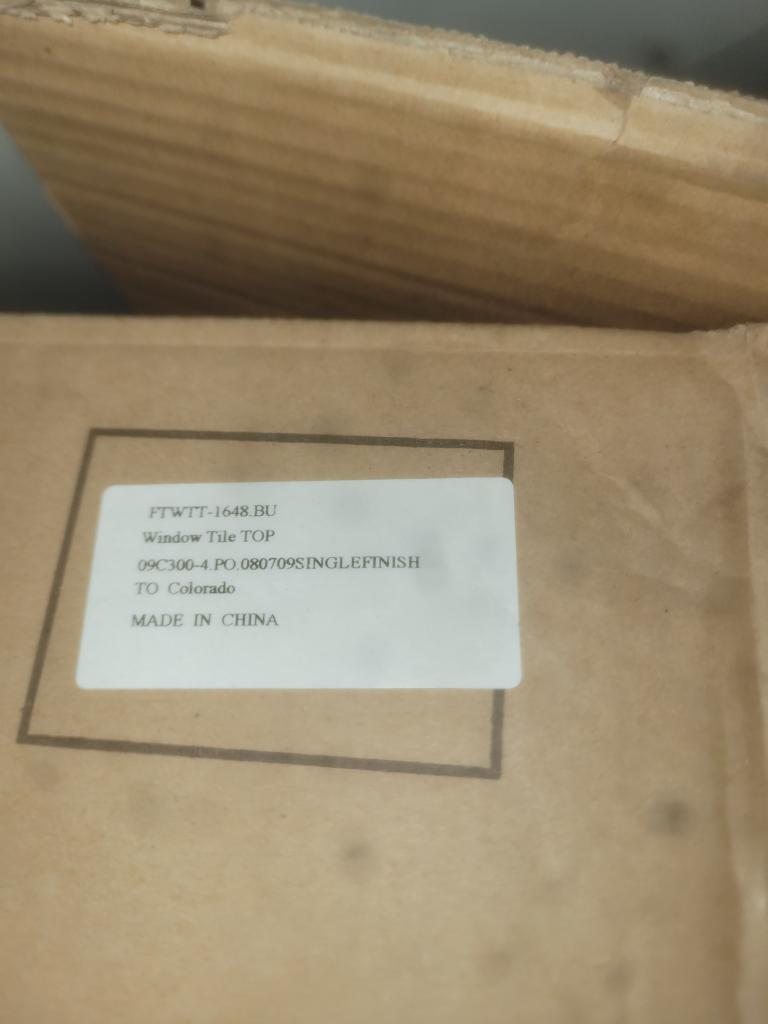 FTWTT-1648.BU
Window Tile TOP
09C300-4.PO.080709SINGLEFINISH
TO Colorado
MADE IN CHINA